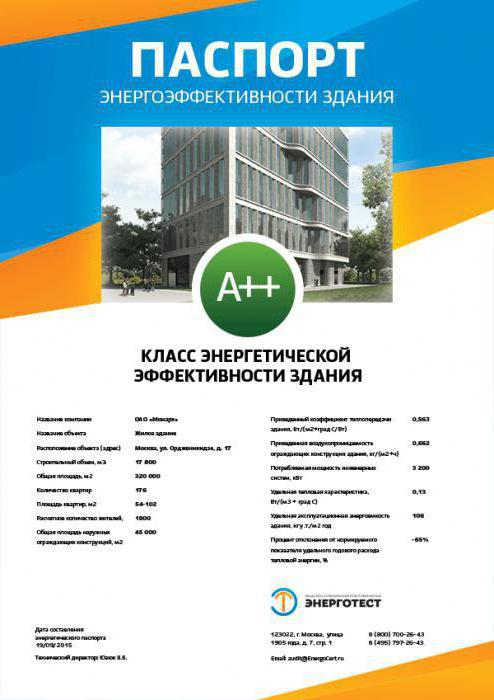 ПАСПОРТ
ЭНЕРГОЭФФЕКТИВНОСТИ ЗДАНИЯ
А++
КЛАСС ЭНЕРГЕТИЧЕСКОЙ
ЭФФЕКТИВНОСТИ ЗДАНИЯ
Название компании ОАО «Монарх»
Название объекта Жилое здание
Расположение объекта (адрес) Москва, ул. Орджоникидзе, д. 17
Строительный объем, м3 17 800
Общая площадь, м2 320 000
Количество квартир 176
Площадь квартир, м2 54-102
Расчетное количество жителей, 1800
Общая площадь наружных 45 000
ограждающих конструкций, м2
Приведенный коэффициент теплопередачи 0,563
здания, Вт/(м2*град С/Вт)
Приведенная воздухопроницаемость 0,662
ограждающих конструкция здания, кг/(м2*ч)
Потребляемая мощность инженерных 3 200
систем, кВт
Удельная тепловая характеристика, 0,13
Вт/(м3 * град С)
Удельная эксплуатационная энергоемкость 106
здания, кгу.т/м2 год
Процент отклонения от нормируемого -65%
показателя удельного годового расхода
тепловой энергии, %
ЭНЕРГОТЕСТ
Дата составления
энергетического паспорта
19/09/2015
Технический директор: В.В.
123022, г. Москва, улица 8 (800) 700-26-43
1905 года, д. 7, стр. 1 8 (495) 797-26-43
Email: audit@EnergoCert.ru